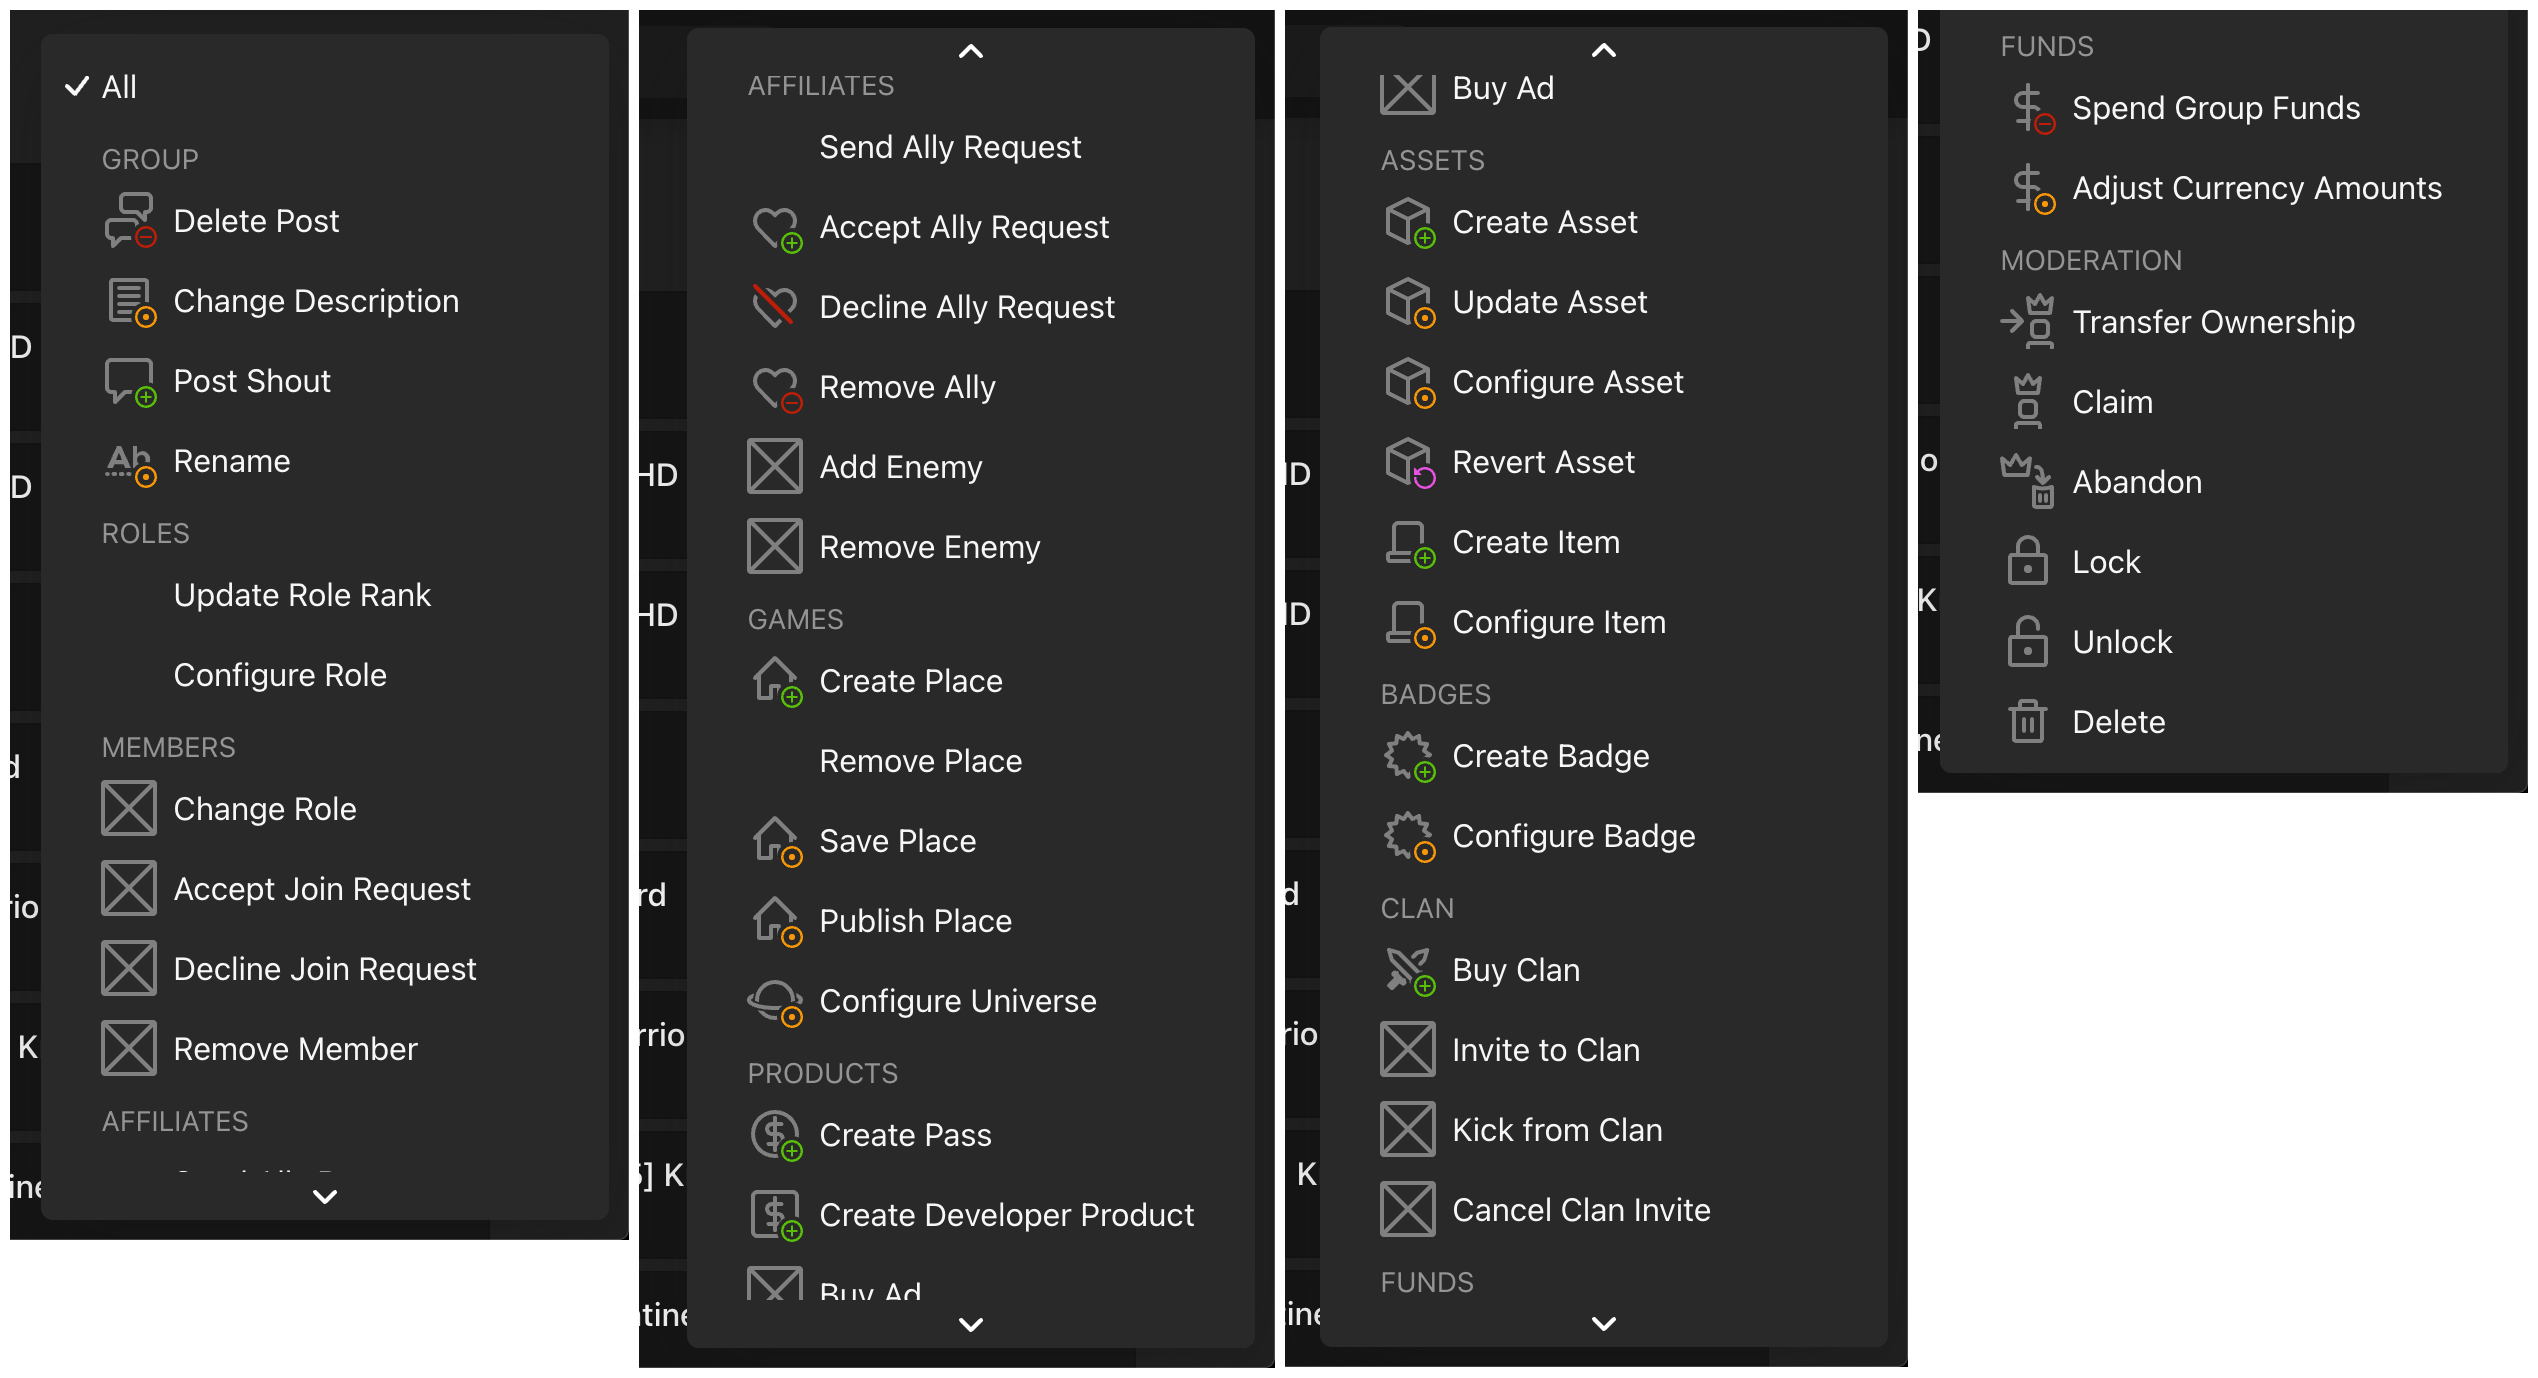 All
GROUP
Delete Post
Change Description
Post Shout
Rename
ROLES
Update Role Rank
Configure Role
MEMBERS
Change Role
Accept Join Request
Decline Join Request
Remove Member
AFFILIATES
AFFILIATES
Send Ally Request
Accept Ally Request
Decline Ally Request
Remove Ally
Add Enemy
Remove Enemy
GAMES
Create Place
Remove Place
Save Place
Publish Place
Configure Universe
PRODUCTS
Create Pass
Create Developer Product
Buy Ad
Buy Ad
ASSETS
Create Asset
Update Asset
Configure Asset
Revert Asset
Create Item
Configure Item
BADGES
Create Badge
Configure Badge
CLAN
Buy Clan
Invite to Clan
Kick from Clan
Cancel Clan Invite
FUNDS
FUNDS
Spend Group Funds
Adjust Currency Amounts
MODERATION
Transfer Ownership
Claim
Abandon
Lock
Unlock
Delete